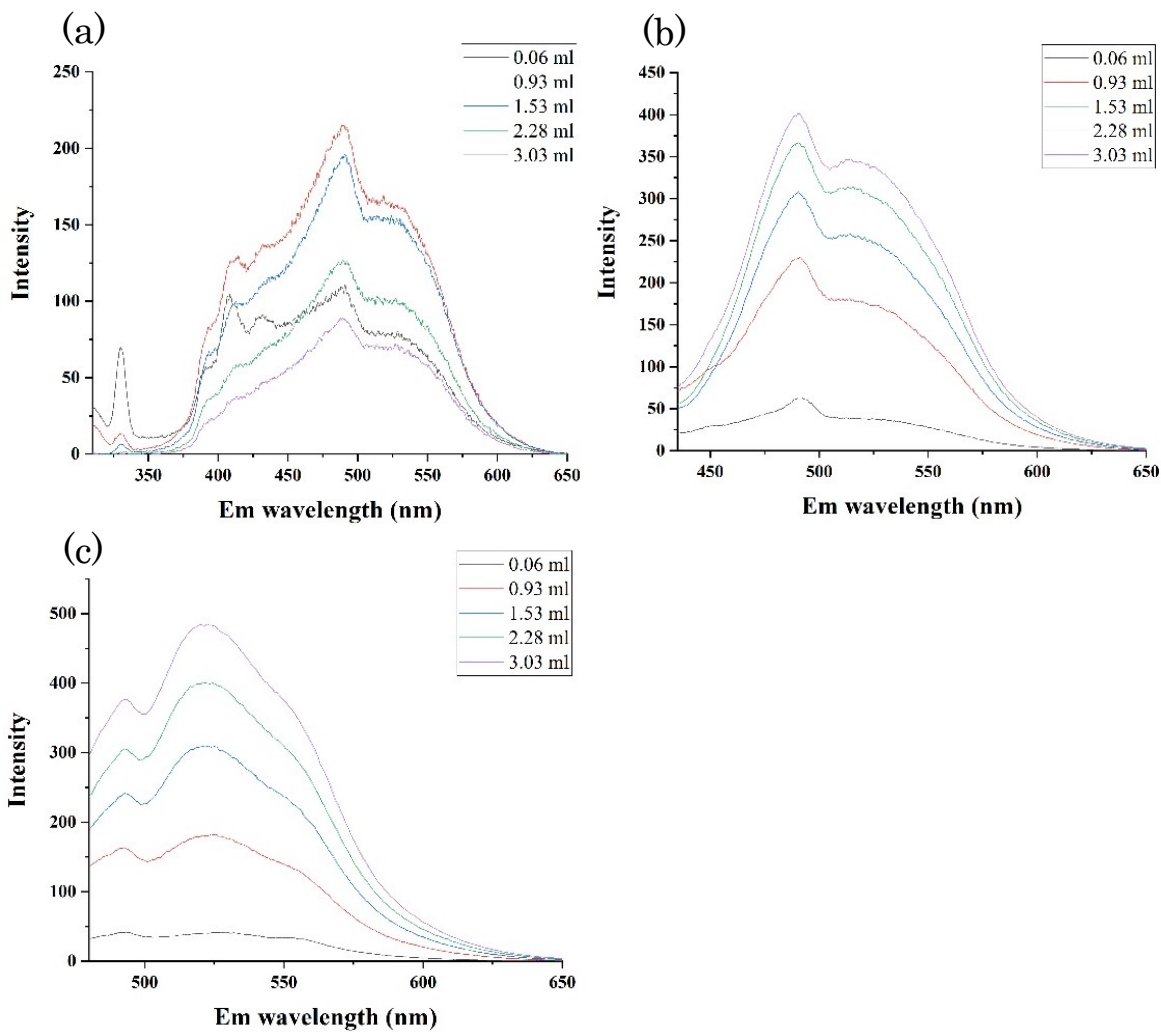 (a)
0.06 ml
0.93 ml
1.53 ml
2.28 ml
3.03 ml
250
200
150
100
50
0
Intensity
350
400
450
500
550
600
650
Em wavelength (nm)
(b)
0.06 ml
0.93 ml
1.53 ml
2.28 ml
3.03 ml
450
400
350
300
250
200
150
100
50
0
Intensity
450
500
550
600
650
Em wavelength (nm)
(c)
0.06 ml
0.93 ml
1.53 ml
2.28 ml
3.03 ml
500
400
300
200
100
0
Intensity
500
550
600
650
Em wavelength (nm)